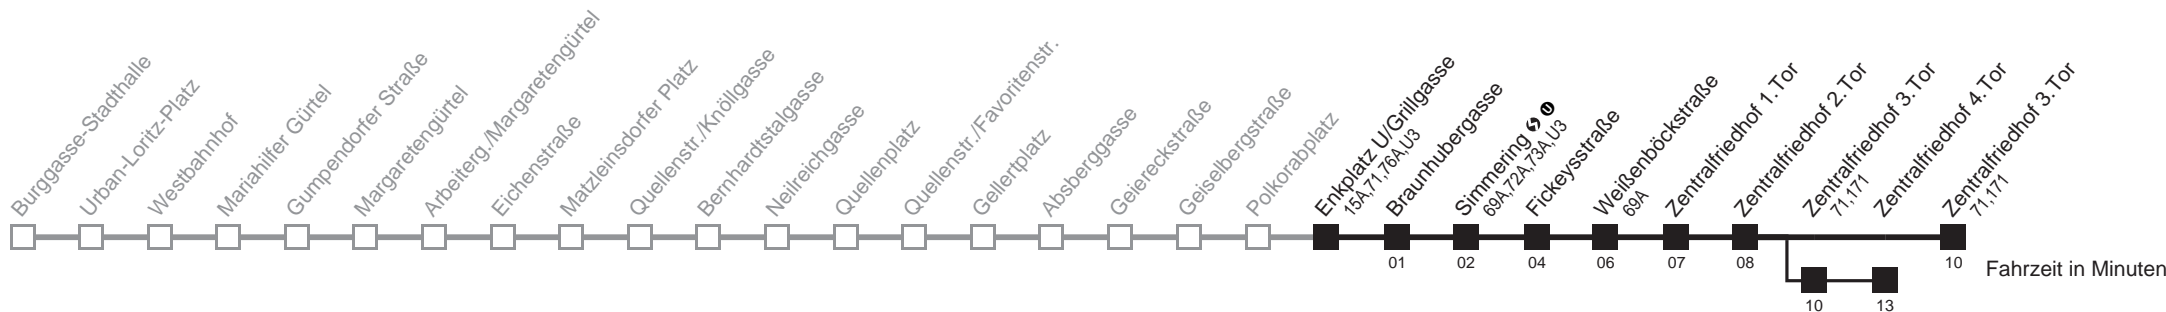 Burggasse-Stadthalle
Urban-Loritz-Platz
Westbahnhof
Mariahilfer Gürtel
Gumpendorfer Straße
Margaretengürtel
Arbeiterg./Margaretengürtel
Eichenstraße
Matzleinsdorfer Platz
Quellenstr./Knöllgasse
Bernhardtstalgasse
Neilreichgasse
Quellenplatz
Quellenstr./Favoritenstr.
Gellertplatz
Absberggasse
Geiereckstraße
Geiselbergstraße
Polkorabplatz
Enkplatz U/Grillgasse
15A,71,76A,U3
Braunhubergasse
01
Simmering S U
69A,72A,73A,U3
02
Fickeysstraße
04
Weißenböckstraße
69A
06
Zentralfriedhof 1.Tor
07
Zentralfriedhof 2.Tor
08
Zentralfriedhof 3.Tor
71,171
10
Zentralfriedhof 4.Tor
13
Zentralfriedhof 3.Tor
71,171
10
Fahrzeit in Minuten